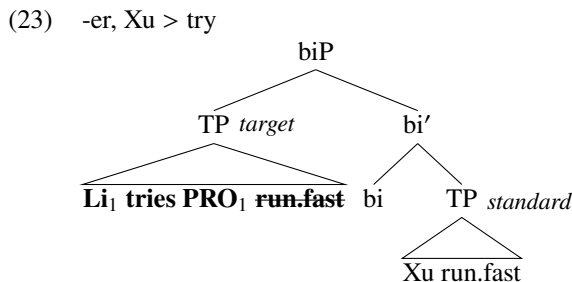 (23) -er, Xu > try
biP
TP target bi′
Li₁ tries PRO₁ run.fast bi TP standard
Xu run.fast